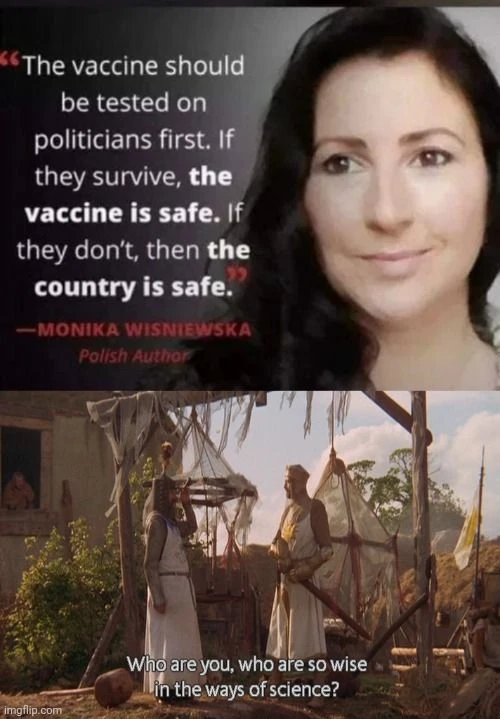 “The vaccine should
be tested on
politicians first. If
they survive, the
vaccine is safe. If
they don't, then the
country is safe.”
—MONIKA WISNIEWSKA
Polish Author
Who are you, who are so wise
in the ways of science?
imgflip.com